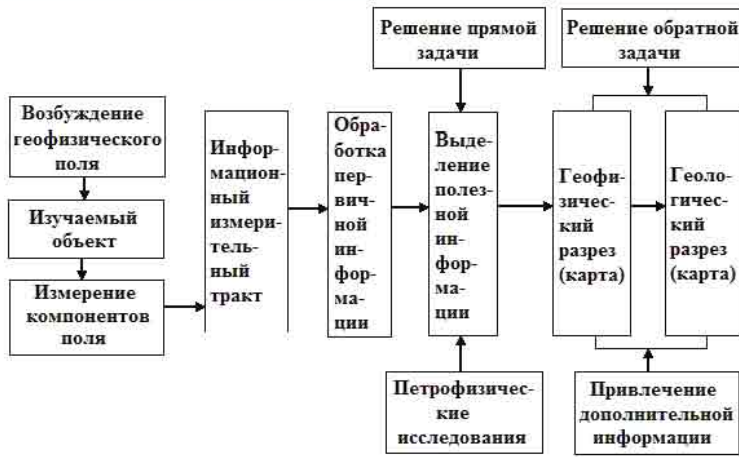 Решение прямой
задачи
Решение обратной
задачи
Возбуждение
геофизического
поля
Изучаемый
объект
Измерение
компонентов
поля
Инфор-
мацион-
ный
измери-
тель-
ный
тракт
Обра-
ботка
пер-
вич-
ной
ин-
фор-
ма-
ции
Выде-
ление
полез-
ной
ин-
фор-
ма-
ции
Геофи-
зичес-
кий
разрез
(карта)
Геоло-
гичес-
кий
разрез
(карта)
Петрофизичес-
кие
исследования
Привлечение
дополнительной
информации